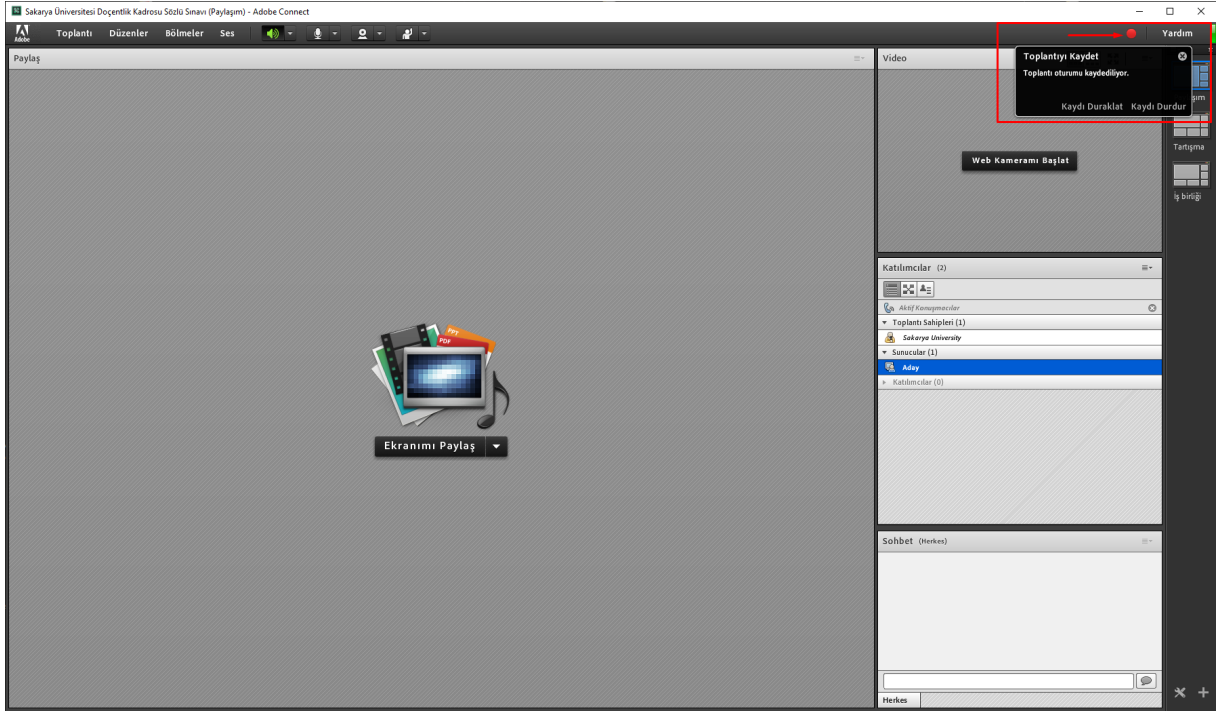 Sakarya Üniversitesi Doçentlik Kadrosu Sözlü Sınavı (Paylaşım) - Adobe Connect
Adobe
Toplantı Düzenler Bölmeler Ses
Yardım
Paylaş
Video
Toplantıyı Kaydet
Toplantı oturumu kaydediliyor.
Kaydı Duraklat Kaydı Durdur
Tartışma
İş birliği
Web Kameramı Başlat
PPT
PDF
Ekranımı Paylaş
Katılımcılar (2)
Aktif Konuşmacılar
Toplantı Sahipleri (1)
Sakarya University
Sunucular (1)
Aday
Katılımcılar (0)
Sohbet (Herkes)
Herkes